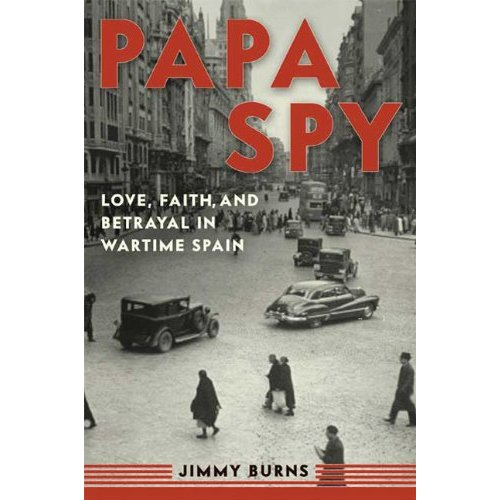 PAPA
SPY
LOVE, FAITH, AND
BETRAYAL IN
WARTIME SPAIN
JIMMY BURNS